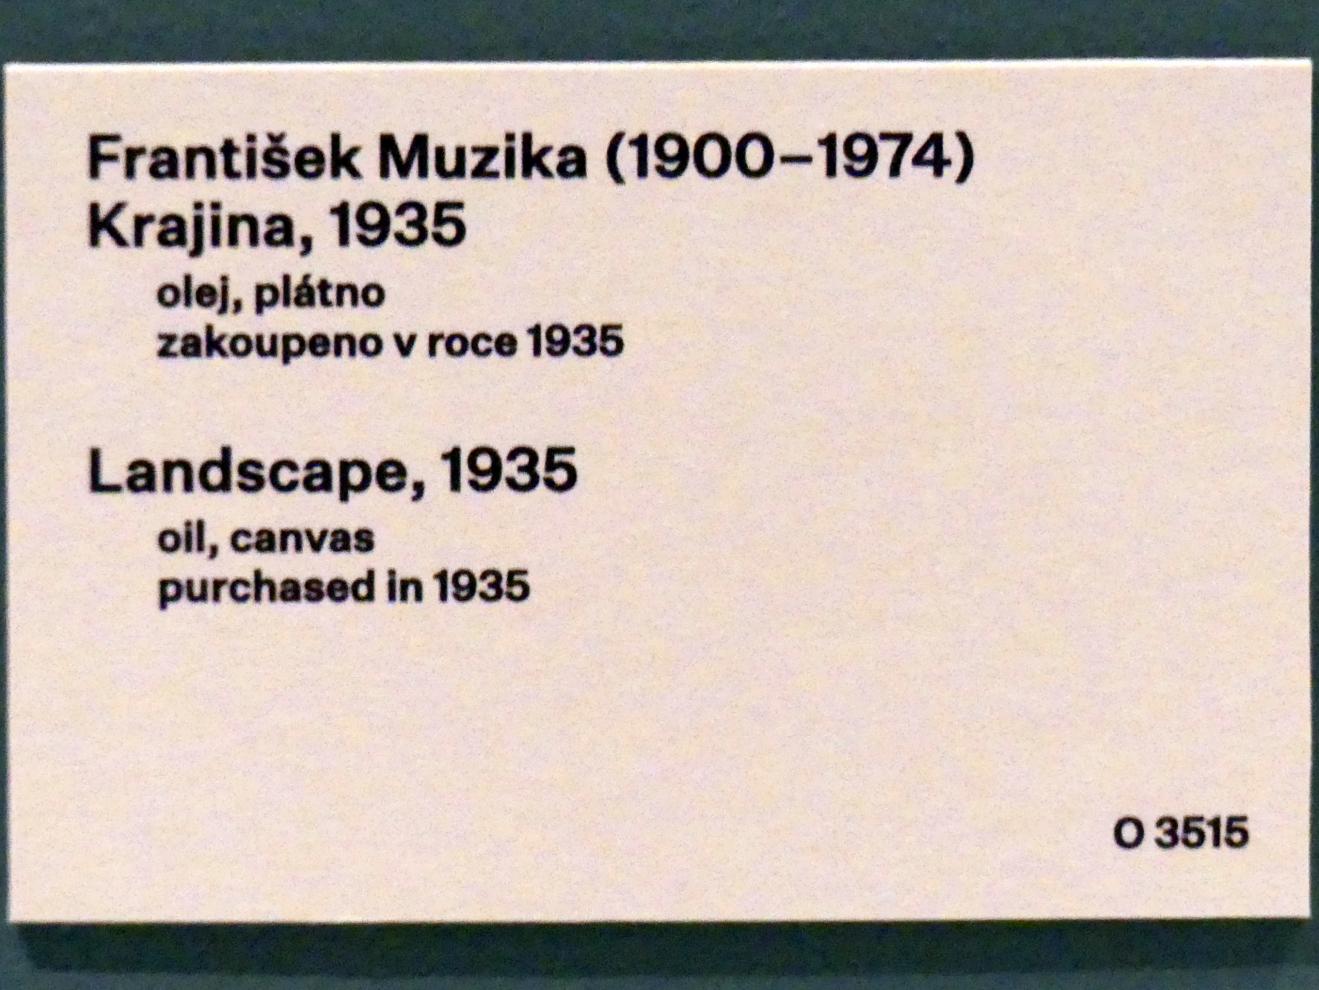 František Muzika (1900–1974)
Krajina, 1935
olej, plátno
zakoupeno v roce 1935
Landscape, 1935
oil, canvas
purchased in 1935
O 3515